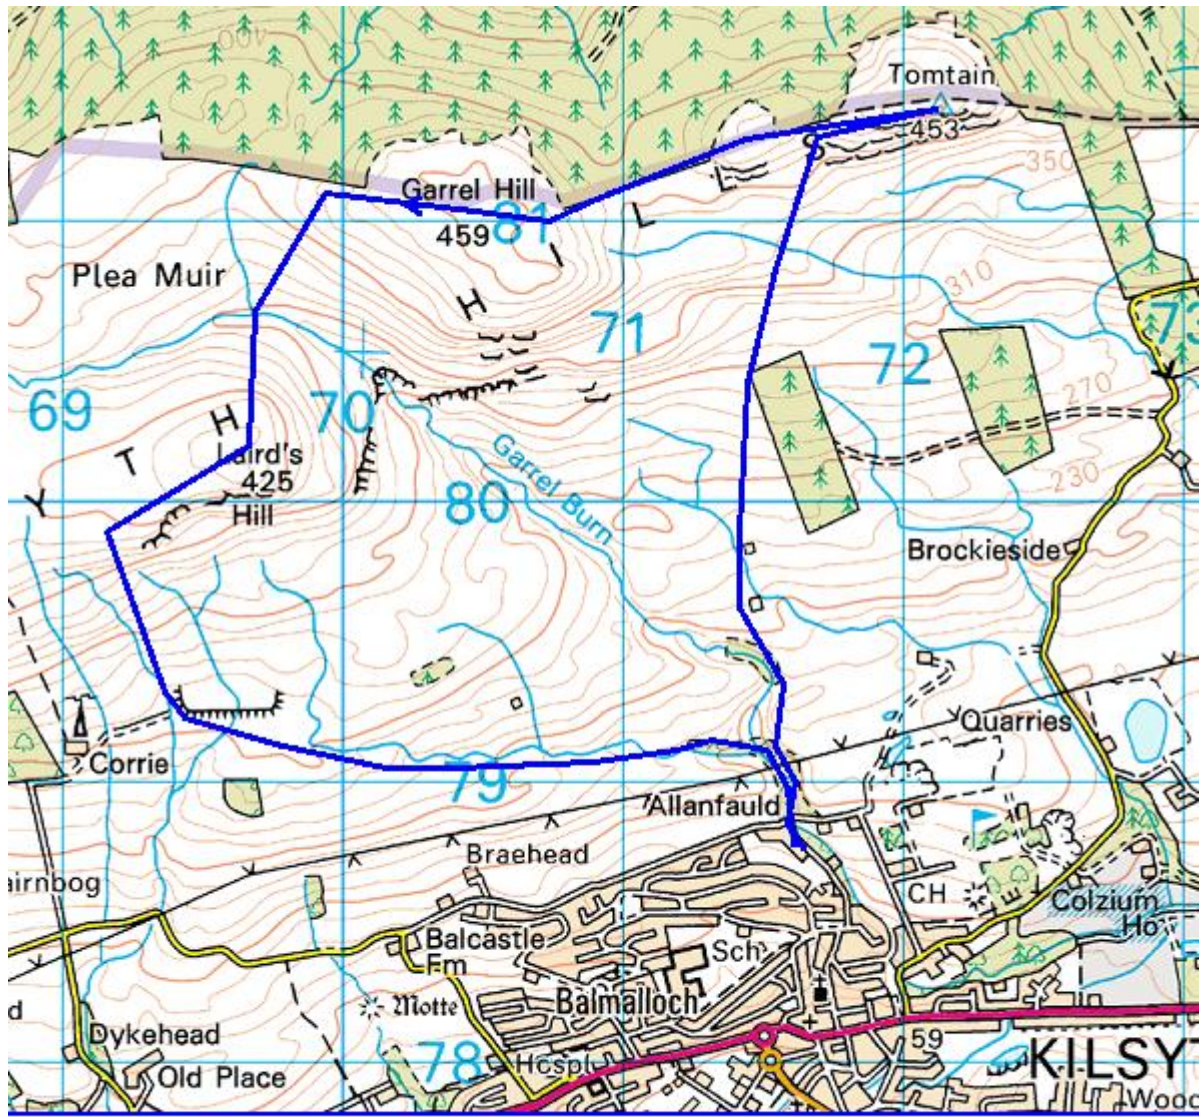 400
Tomtain
453
350
Garrel Hill
81
459
L
L
S
Plea Muir
310
H
71
73
72
69
70
270
H
T
Y
Laird's
425
Hill
Garrel Burn
80
230
Brockieside
Quarries
Corrie
79
Allanfauld
Braehead
airnbog
CH
Colzium
Ho
Balcastle
Fm
Sch
d
Motte
Balmalloch
Dykehead
78
Hospl
59
KILSYT
Old Place
Wood